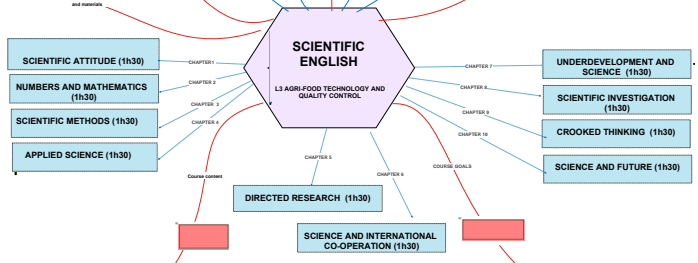 and materials
SCIENTIFIC
ENGLISH
L3 AGRI-FOOD TECHNOLOGY AND
QUALITY CONTROL
SCIENTIFIC ATTITUDE (1h30)
CHAPTER1
NUMBERS AND MATHEMATICS
(1h30)
CHAPTER 2
SCIENTIFIC METHODS (1h30)
CHAPTER 3
APPLIED SCIENCE (1h30)
CHAPTER 4
Course content
CHAPTER 5
DIRECTED RESEARCH (1h30)
CHAPTER 6
SCIENCE AND INTERNATIONAL
CO-OPERATION (1h30)
CHAPTER 7
UNDERDEVELOPMENT AND
SCIENCE (1h30)
CHAPTER 8
SCIENTIFIC INVESTIGATION
(1h30)
CHAPTER 9
CROOKED THINKING (1h30)
CHAPTER 10
SCIENCE AND FUTURE (1h30)
COURSE GOALS